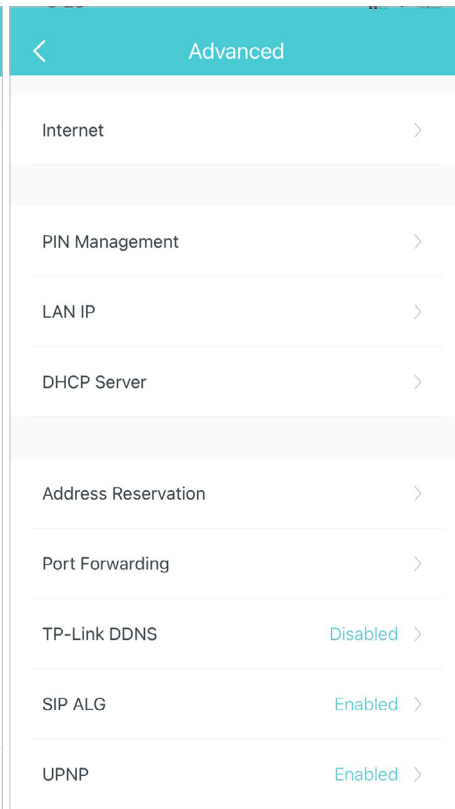 Advanced
Internet
PIN Management
LAN IP
DHCP Server
Address Reservation
Port Forwarding
TP-Link DDNS Disabled
SIP ALG Enabled
UPNP Enabled